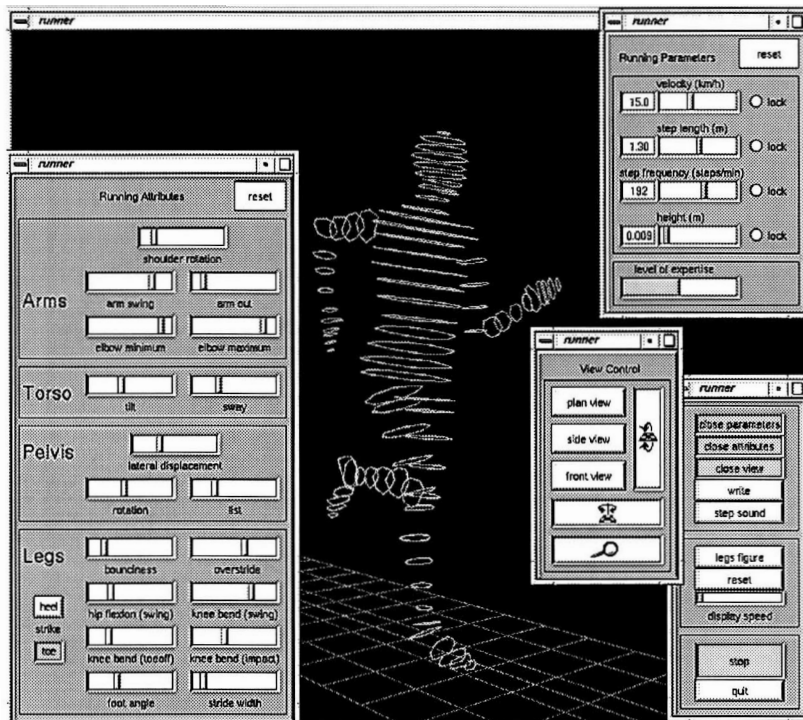 runner
runner
Running Parameters
reset
velocity (km/h)
15.0
lock
step length (m)
1.30
lock
step frequency (steps/min)
192
lock
height (m)
0.009
lock
level of expertise
runner
Running Attributes
reset
shoulder rotation
Arms
arm swing
arm out
elbow minimum
elbow maximum
Torso
tilt
sway
Pelvis
lateral displacement
rotation
list
Legs
bounciness
overstride
heel
hip flexion (swing)
knee bend (swing)
strike
toe
knee bend (toeoff)
knee bend (impact)
foot angle
stride width
runner
View Control
plan view
side view
front view
runner
close parameters
close attributes
close view
write
step sound
legs figure
reset
display speed
stop
quit